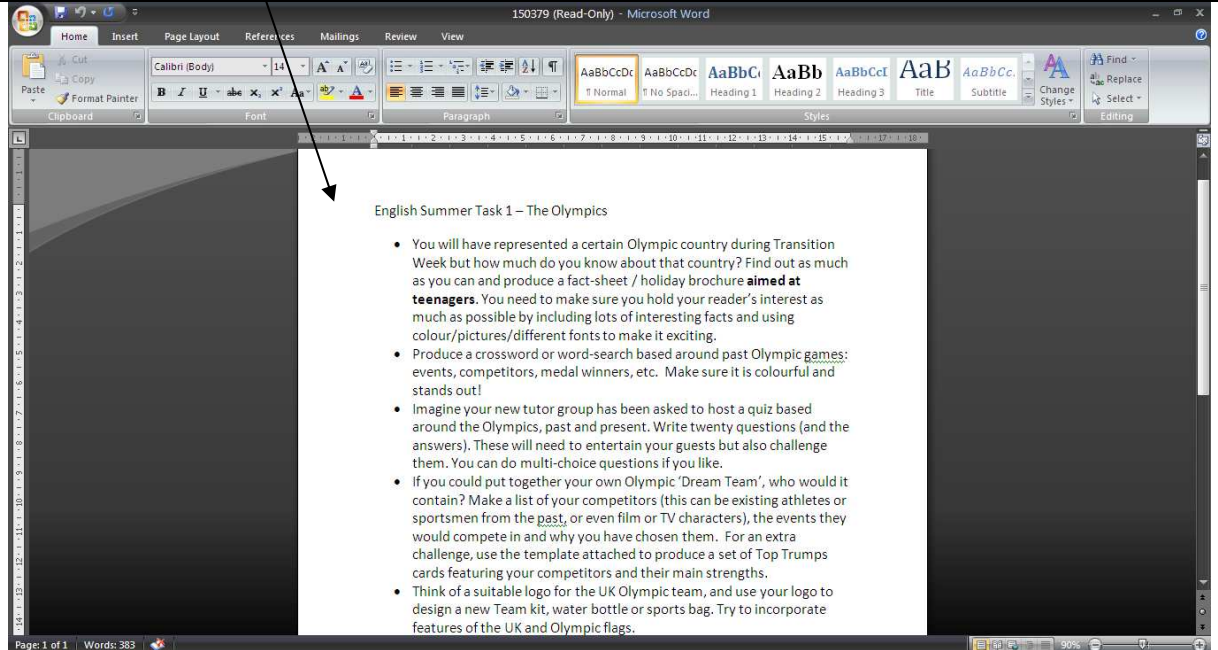 150379 (Read-Only) - Microsoft Word
Home Insert Page Layout References Mailings Review View
Cut
Copy
Format Painter
Paste
Clipboard
Calibri (Body) 14
B I U abc X₂ X² Aa
Font
Paragraph
AaBbCcDc AaBbCcDc AaBbC AaBb AaBbCcI AaB AaBbCc.
¶ Normal ¶ No Spaci... Heading 1 Heading 2 Heading 3 Title Subtitle
Change Styles
Styles
Find
Replace
Select
Editing
English Summer Task 1 – The Olympics
• You will have represented a certain Olympic country during Transition
Week but how much do you know about that country? Find out as much
as you can and produce a fact-sheet / holiday brochure aimed at
teenagers. You need to make sure you hold your reader's interest as
much as possible by including lots of interesting facts and using
colour/pictures/different fonts to make it exciting.
• Produce a crossword or word-search based around past Olympic games:
events, competitors, medal winners, etc. Make sure it is colourful and
stands out!
• Imagine your new tutor group has been asked to host a quiz based
around the Olympics, past and present. Write twenty questions (and the
answers). These will need to entertain your guests but also challenge
them. You can do multi-choice questions if you like.
• If you could put together your own Olympic 'Dream Team', who would it
contain? Make a list of your competitors (this can be existing athletes or
sportsmen from the past, or even film or TV characters), the events they
would compete in and why you have chosen them. For an extra
challenge, use the template attached to produce a set of Top Trumps
cards featuring your competitors and their main strengths.
• Think of a suitable logo for the UK Olympic team, and use your logo to
design a new Team kit, water bottle or sports bag. Try to incorporate
features of the UK and Olympic flags.
Page: 1 of 1 Words: 383 90%